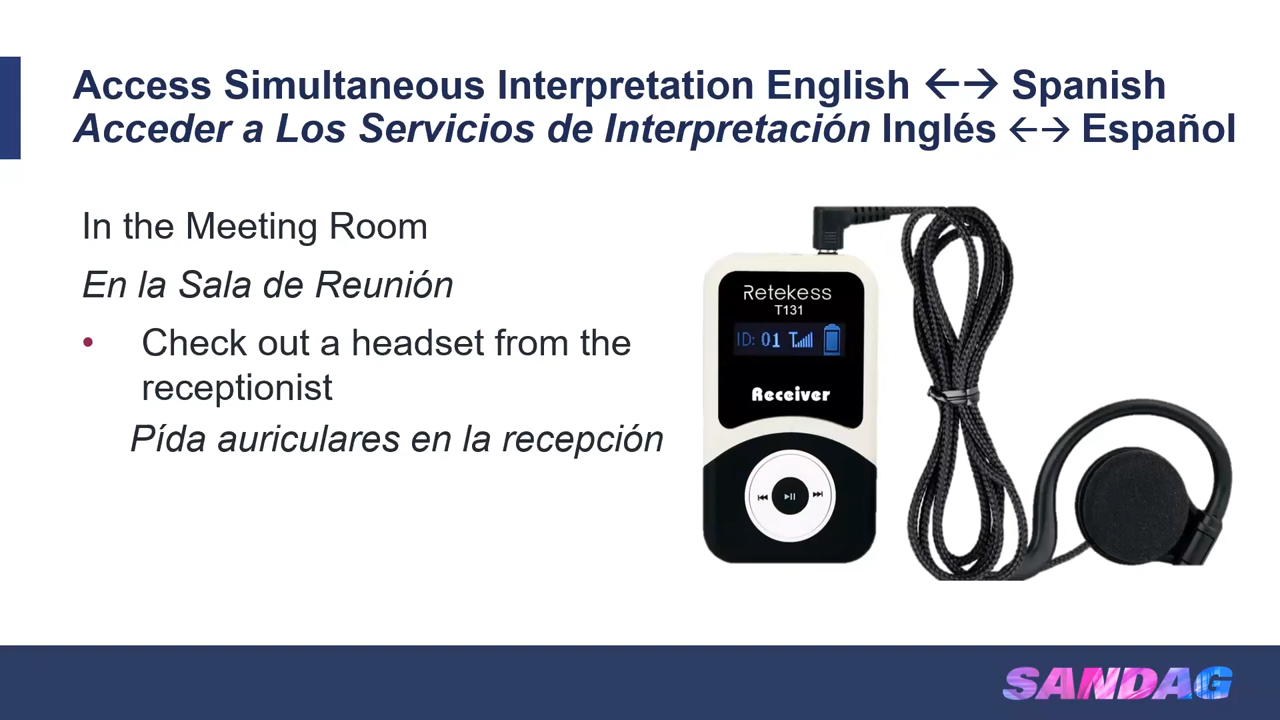 Access Simultaneous Interpretation English ←→ Spanish
Acceder a Los Servicios de Interpretación Inglés ←→ Español
In the Meeting Room
En la Sala de Reunión
• Check out a headset from the
receptionist
Pída auriculares en la recepción
Retekess
T131
ID: 01
Receiver
SANDAG